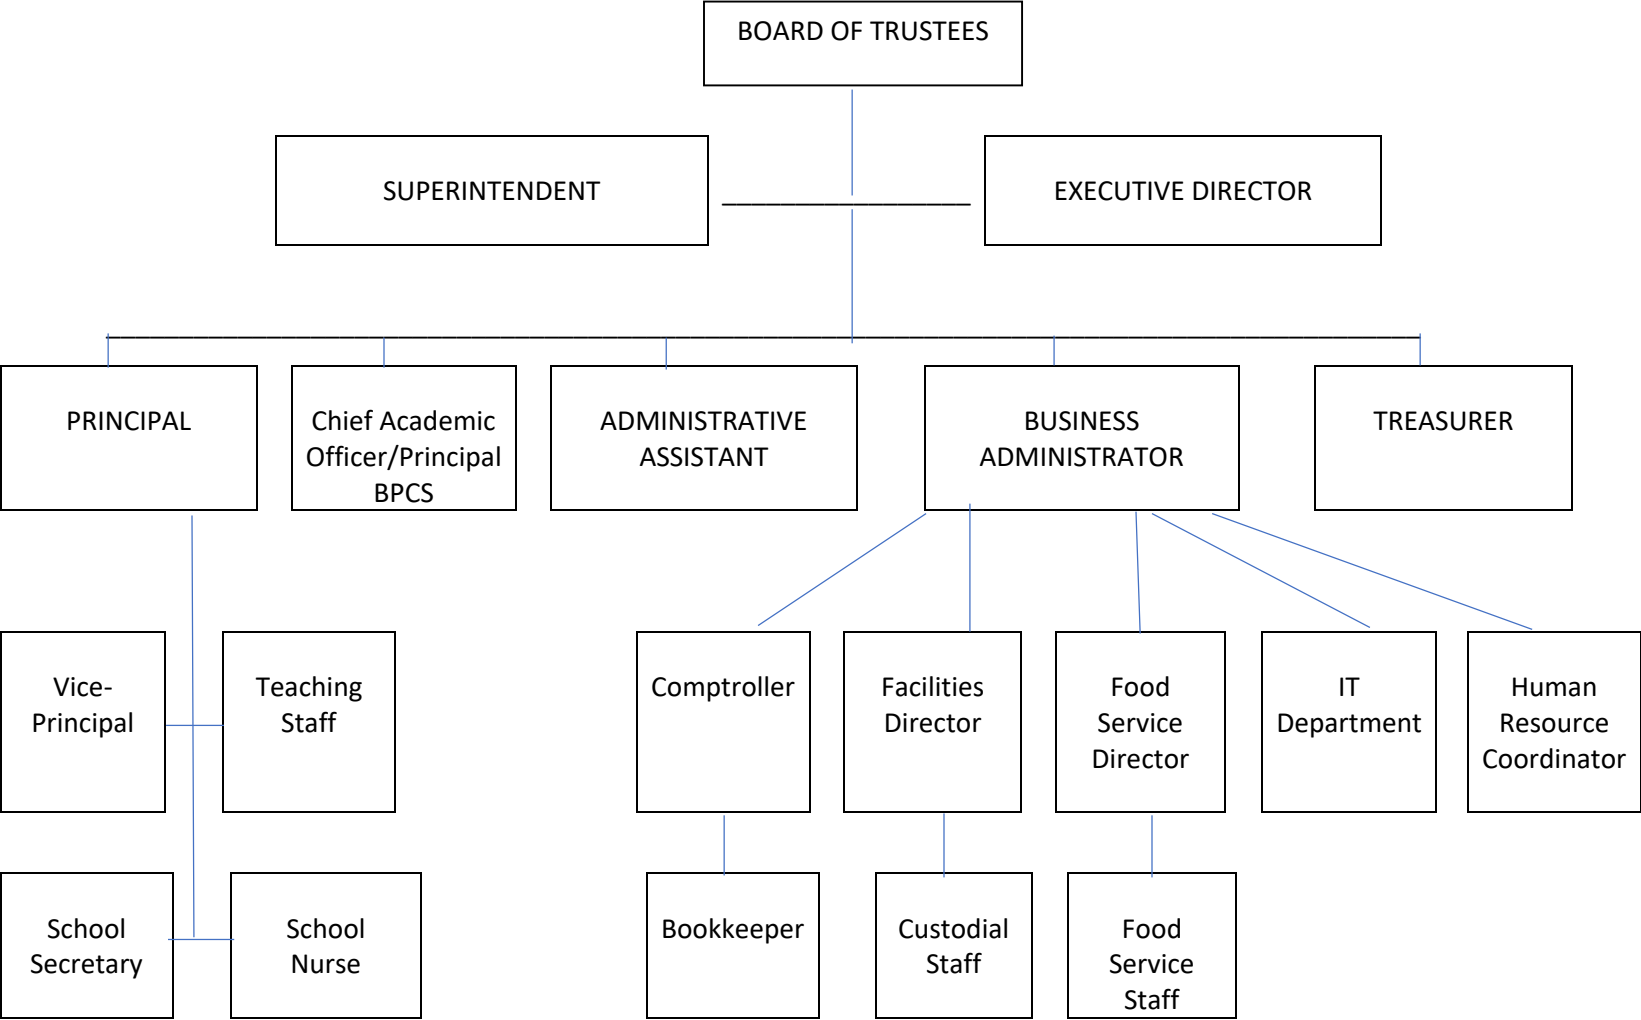 BOARD OF TRUSTEES
SUPERINTENDENT
EXECUTIVE DIRECTOR
PRINCIPAL
Chief Academic
Officer/Principal
BPCS
ADMINISTRATIVE
ASSISTANT
BUSINESS
ADMINISTRATOR
TREASURER
Vice-
Principal
Teaching
Staff
Comptroller
Facilities
Director
Food
Service
Director
IT
Department
Human
Resource
Coordinator
School
Secretary
School
Nurse
Bookkeeper
Custodial
Staff
Food
Service
Staff